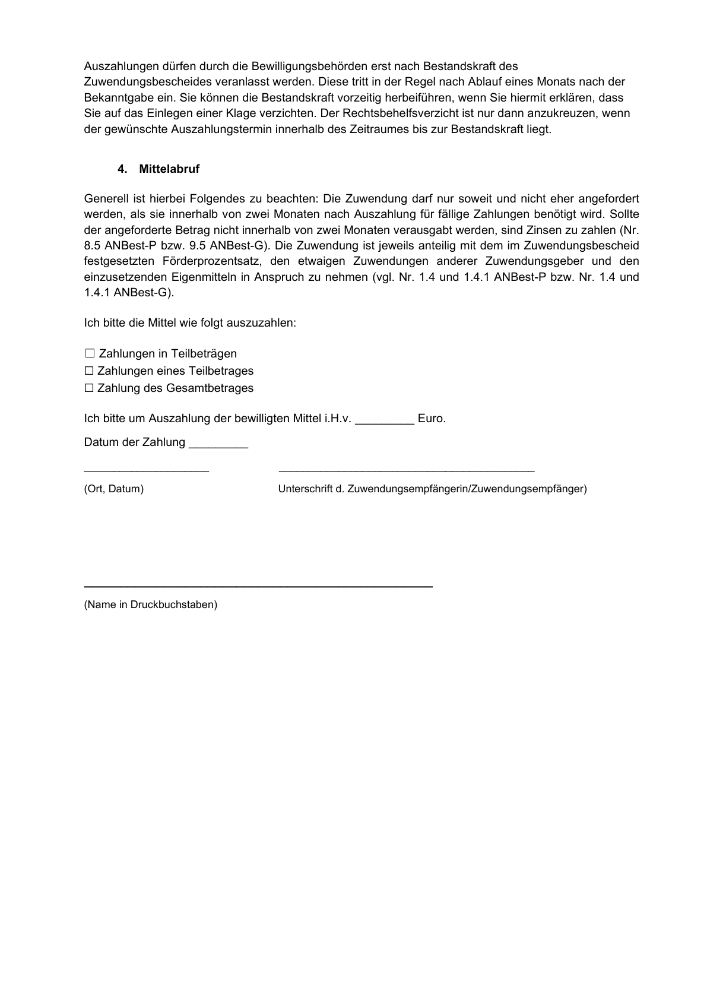 Auszahlungen dürfen durch die Bewilligungsbehörden erst nach Bestandskraft des
Zuwendungsbescheides veranlasst werden. Diese tritt in der Regel nach Ablauf eines Monats nach der
Bekanntgabe ein. Sie können die Bestandskraft vorzeitig herbeiführen, wenn Sie hiermit erklären, dass
Sie auf das Einlegen einer Klage verzichten. Der Rechtsbehelfsverzicht ist nur dann anzukreuzen, wenn
der gewünschte Auszahlungstermin innerhalb des Zeitraumes bis zur Bestandskraft liegt.
4. Mittelabruf
Generell ist hierbei Folgendes zu beachten: Die Zuwendung darf nur soweit und nicht eher angefordert
werden, als sie innerhalb von zwei Monaten nach Auszahlung für fällige Zahlungen benötigt wird. Sollte
der angeforderte Betrag nicht innerhalb von zwei Monaten verausgabt werden, sind Zinsen zu zahlen (Nr.
8.5 ANBest-P bzw. 9.5 ANBest-G). Die Zuwendung ist jeweils anteilig mit dem im Zuwendungsbescheid
festgesetzten Förderprozentsatz, den etwaigen Zuwendungen anderer Zuwendungsgeber und den
einzusetzenden Eigenmitteln in Anspruch zu nehmen (vgl. Nr. 1.4 und 1.4.1 ANBest-P bzw. Nr. 1.4 und
1.4.1 ANBest-G).
Ich bitte die Mittel wie folgt auszuzahlen:
☐ Zahlungen in Teilbeträgen
☐ Zahlungen eines Teilbetrages
☐ Zahlung des Gesamtbetrages
Ich bitte um Auszahlung der bewilligten Mittel i.H.v. _________ Euro.
Datum der Zahlung _________
(Ort, Datum) Unterschrift d. Zuwendungsempfängerin/Zuwendungsempfänger)
(Name in Druckbuchstaben)